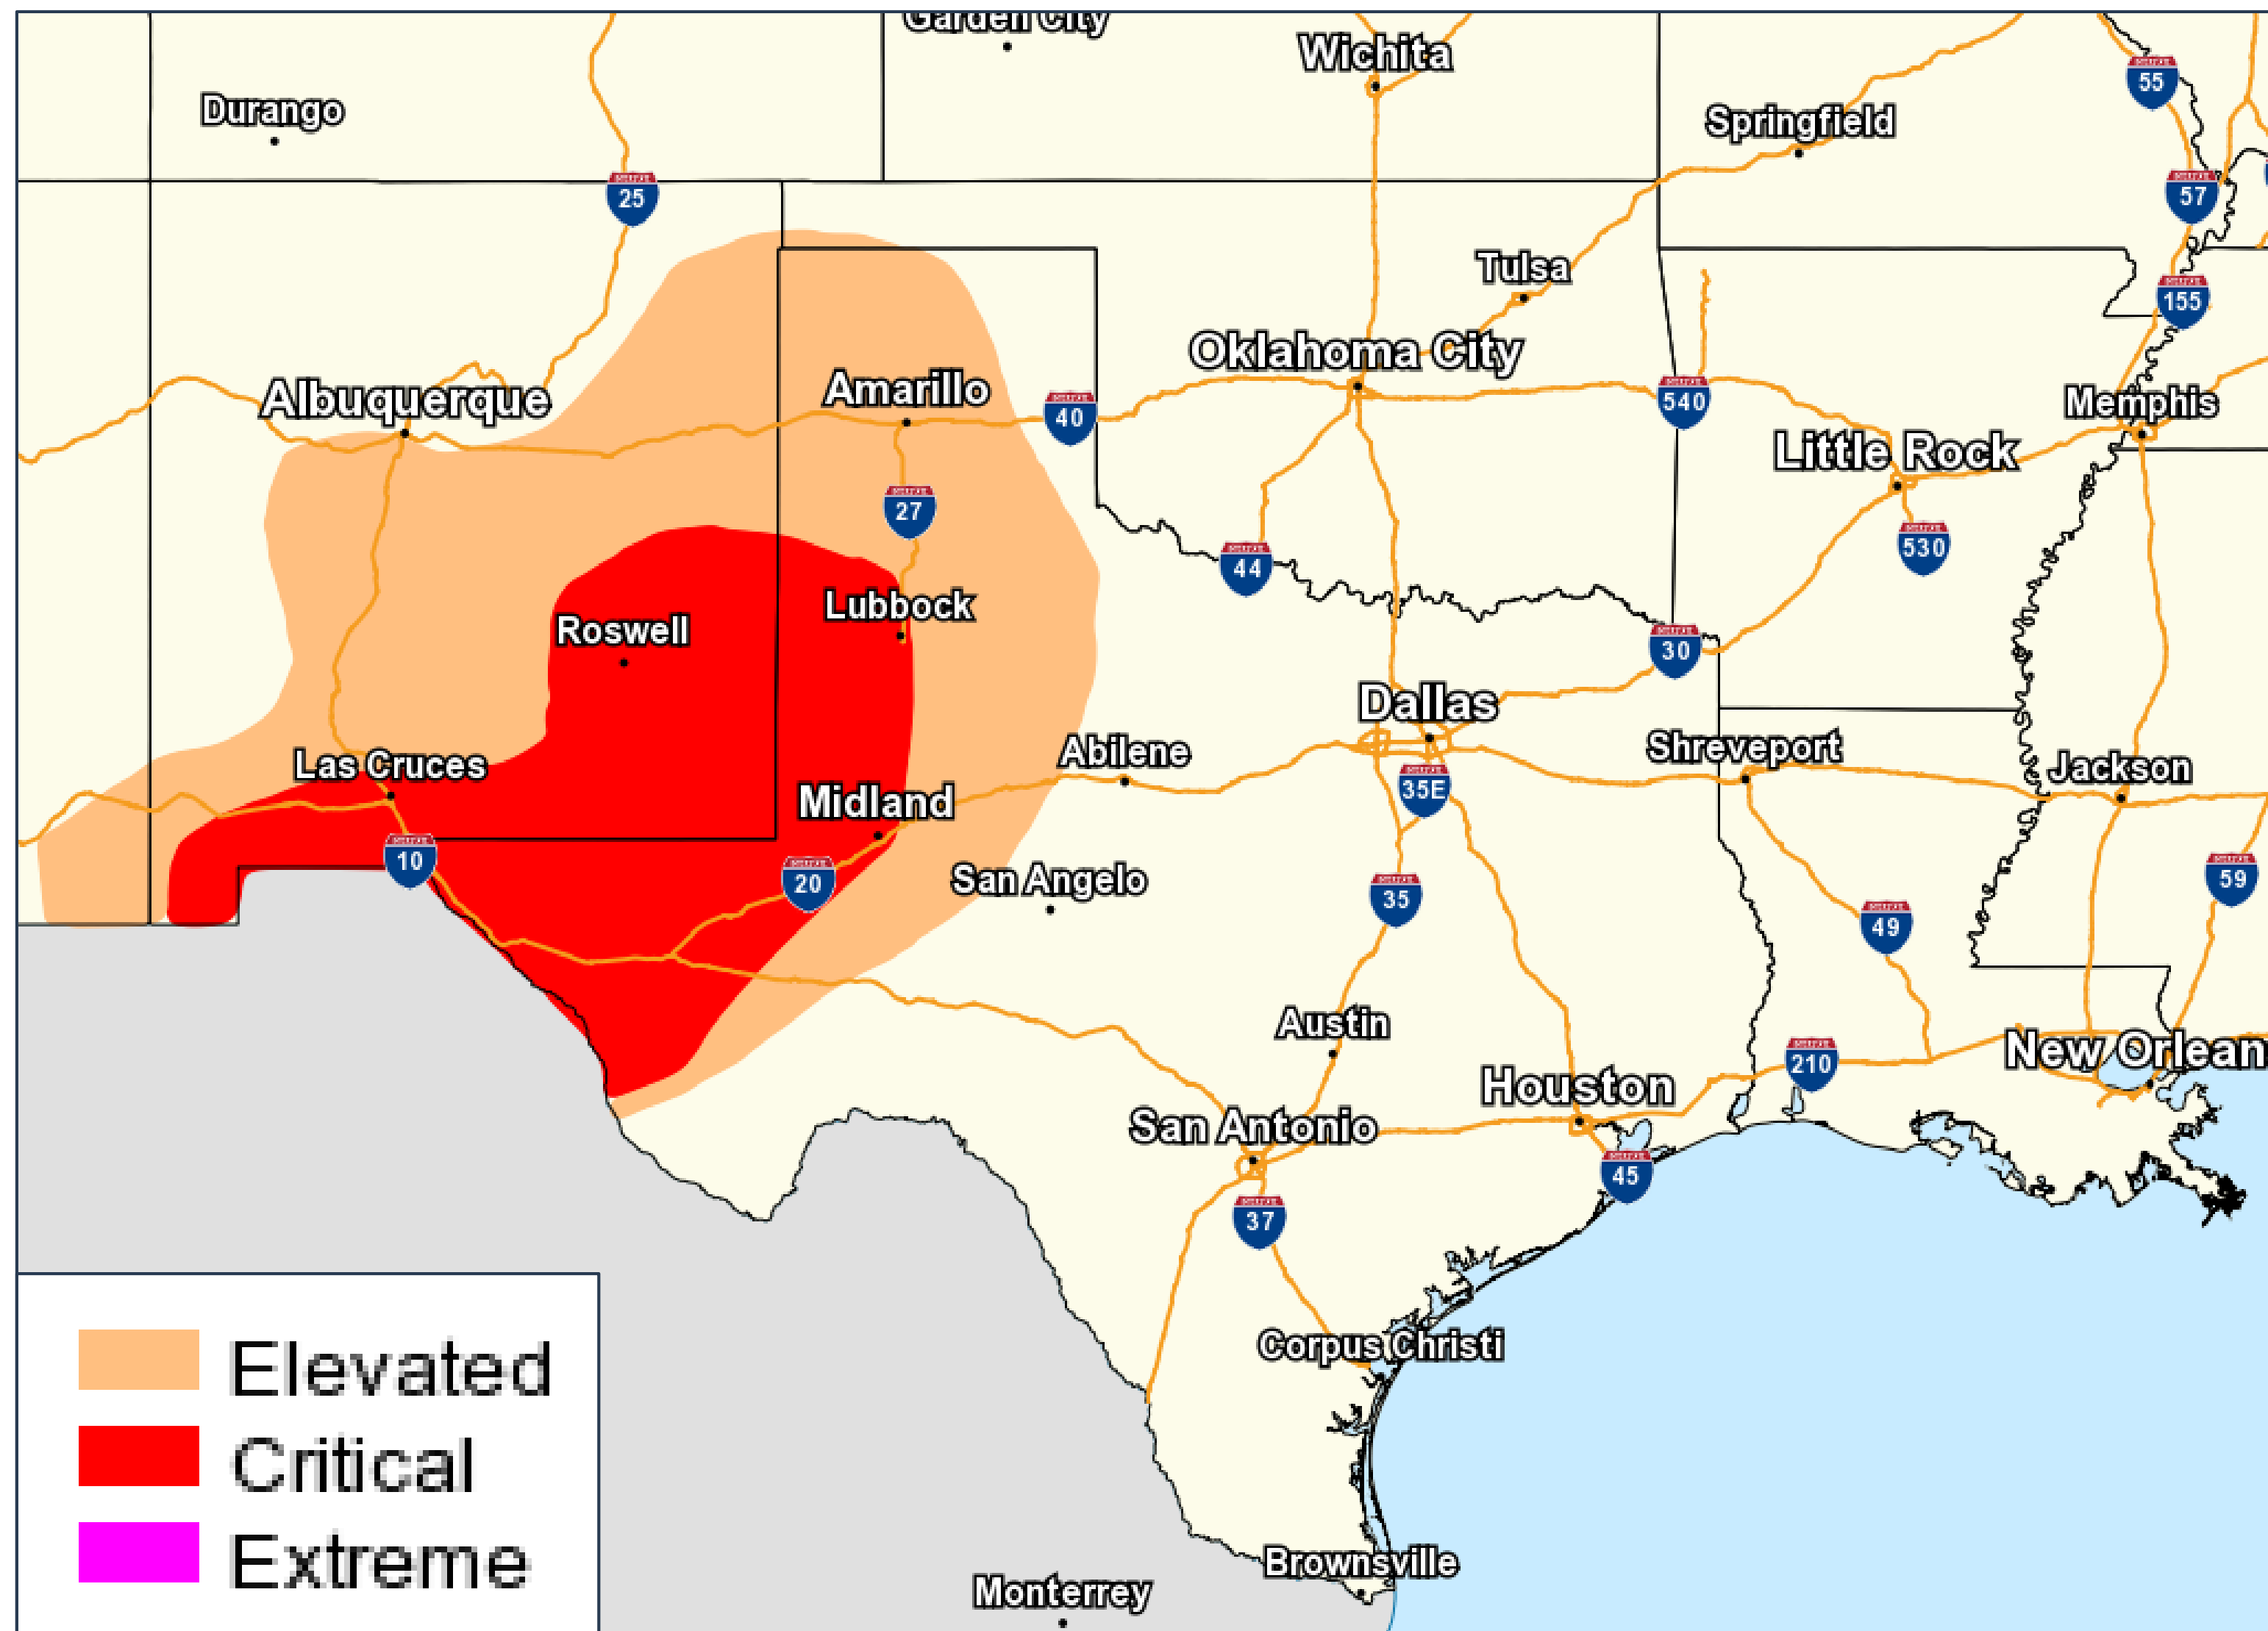 Garden City
Wichita
Durango
Springfield
55
57
25
Tulsa
155
Oklahoma City
Albuquerque
Amarillo
40
540
Memphis
Little Rock
27
530
44
Lubbock
Roswell
30
Dallas
Las Cruces
Abilene
Shreveport
Jackson
Midland
35E
10
20
San Angelo
35
59
49
Austin
210
New Orlean
Houston
San Antonio
45
37
Corpus Christi
Brownsville
Monterrey
Elevated
Critical
Extreme